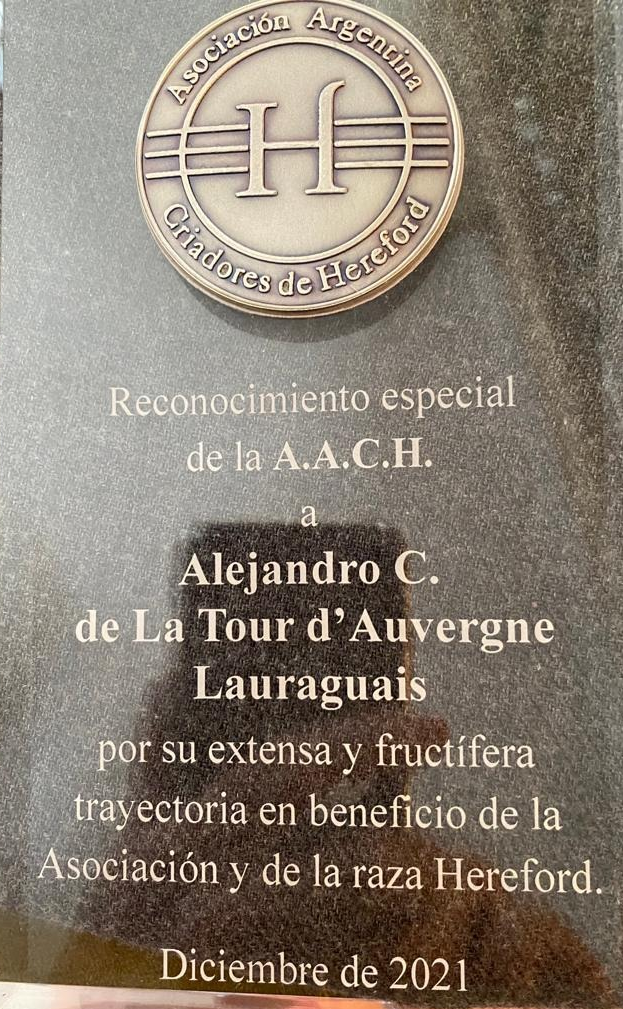 Asociación Argentina
H
Criadores de Hereford
Reconocimiento especial
de la A.A.C.H.
a
Alejandro C.
de La Tour d’Auvergne
Lauraguais
por su extensa y fructífera
trayectoria en beneficio de la
Asociación y de la raza Hereford.
Diciembre de 2021